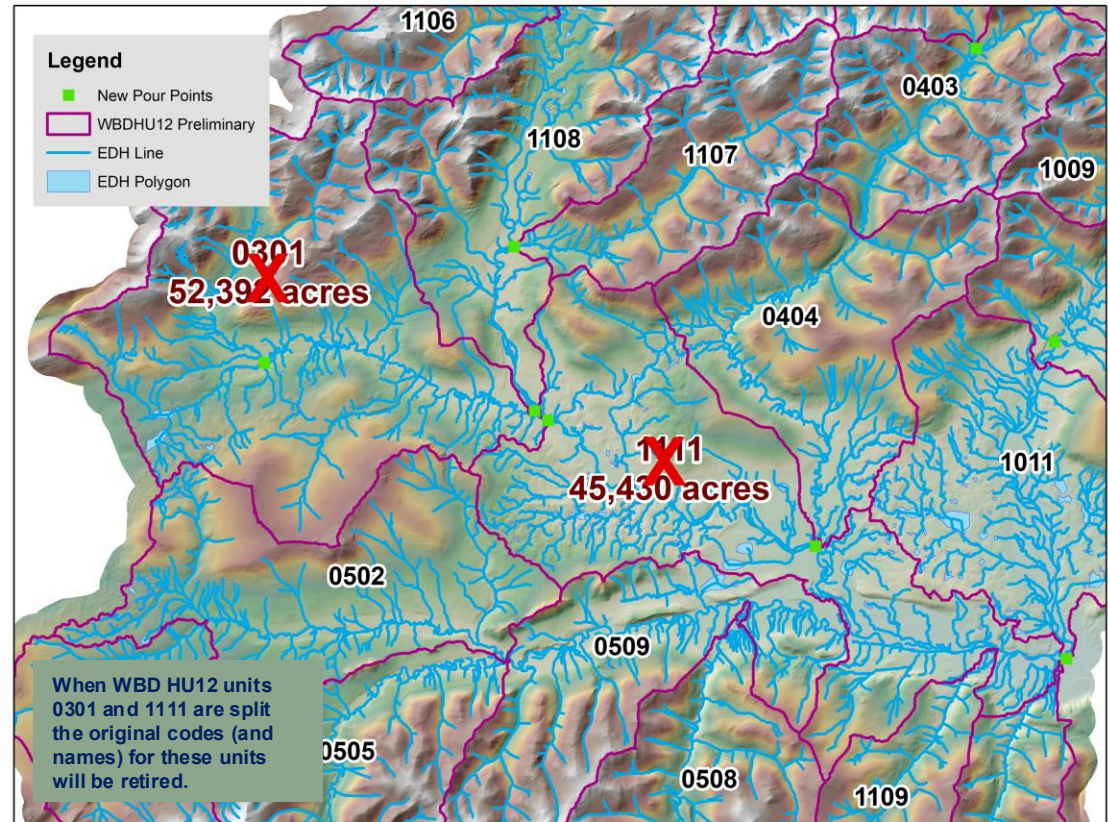 1106
Legend
New Pour Points
WBDHU12 Preliminary
EDH Line
EDH Polygon
0403
1108
1107
1009
0301
52,392 acres
0404
1111
45,430 acres
1011
0502
0509
When WBD HU12 units
0301 and 1111 are split
the original codes (and
names) for these units
will be retired.
0505
0508
1109